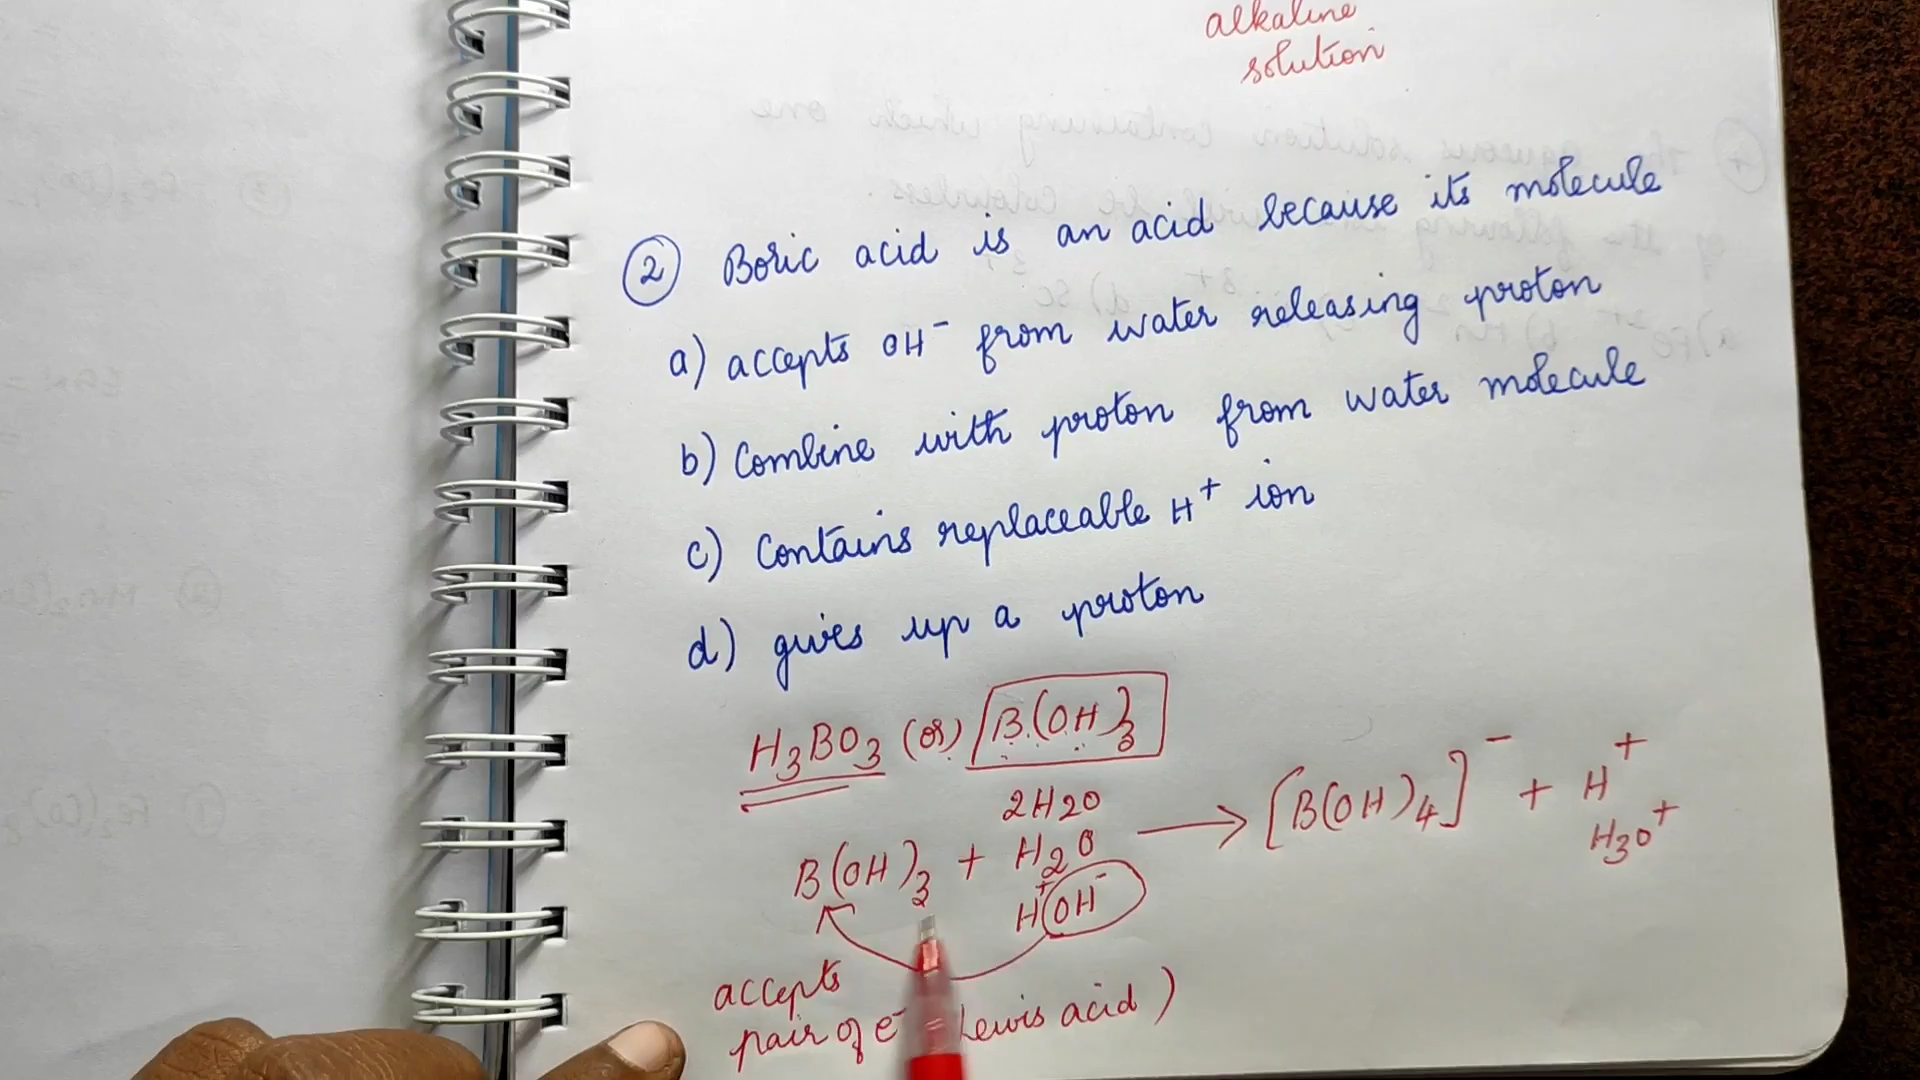 alkaline
solution
② Boric acid is an acid because its molecule
a) accepts OH⁻ from water releasing proton
b) Combine with proton from water molecule
c) Contains replaceable H⁺ ion
d) gives up a proton
H₃BO₃ (or) B(OH)₃
2H2O
B(OH)₃ + H₂O → [B(OH)₄]⁻ + H⁺
H⁺ OH⁻ H₃O⁺
accepts
pair of e⁻ Lewis acid)